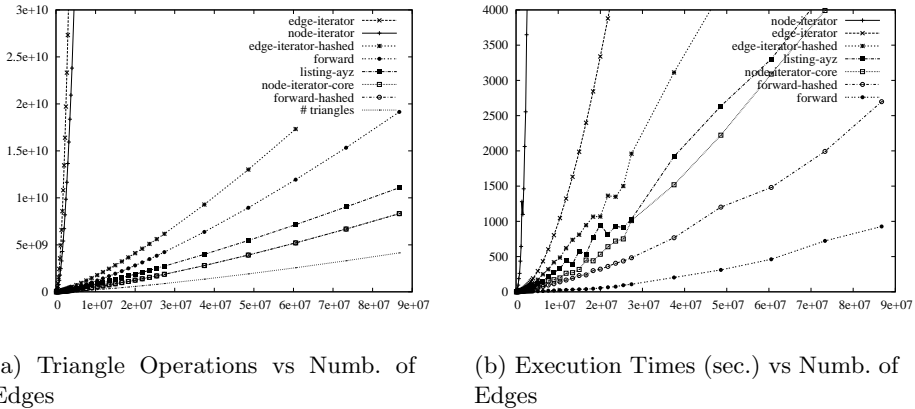 3e+10
2.5e+10
2e+10
1.5e+10
1e+10
5e+09
0
edge-iterator
node-iterator
edge-iterator-hashed
forward
listing-ayz
node-iterator-core
forward-hashed
# triangles
0 1e+07 2e+07 3e+07 4e+07 5e+07 6e+07 7e+07 8e+07 9e+07
4000
3500
3000
2500
2000
1500
1000
500
0
node-iterator
edge-iterator
edge-iterator-hashed
listing-ayz
node-iterator-core
forward-hashed
forward
0 1e+07 2e+07 3e+07 4e+07 5e+07 6e+07 7e+07 8e+07 9e+07
a) Triangle Operations vs Numb. of
Edges
(b) Execution Times (sec.) vs Numb. of
Edges